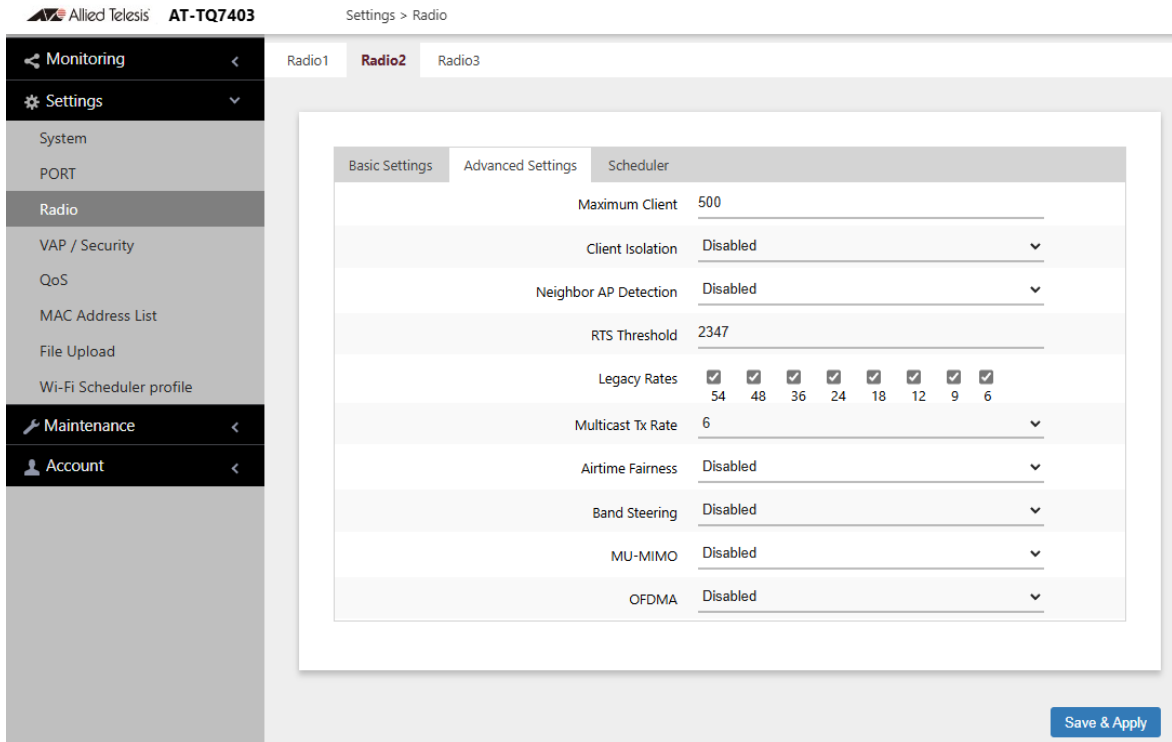 Allied Telesis AT-TQ7403 Settings > Radio
Monitoring
Settings
System
PORT
Radio
VAP / Security
QoS
MAC Address List
File Upload
Wi-Fi Scheduler profile
Maintenance
Account
Radio1 Radio2 Radio3
Basic Settings Advanced Settings Scheduler
Maximum Client 500
Client Isolation Disabled
Neighbor AP Detection Disabled
RTS Threshold 2347
Legacy Rates
54 48 36 24 18 12 9 6
Multicast Tx Rate 6
Airtime Fairness Disabled
Band Steering Disabled
MU-MIMO Disabled
OFDMA Disabled
Save & Apply